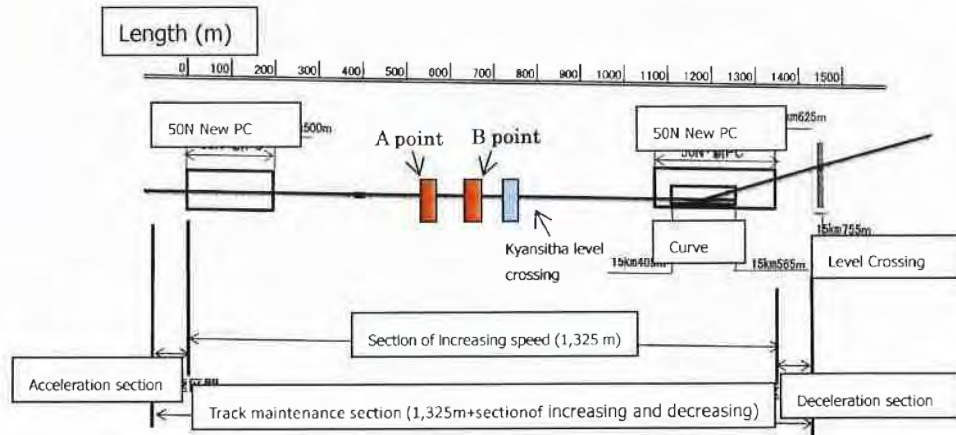 Length (m)
0 100 200 300 400 500 600 700 800 900 1000 1100 1200 1300 1400 1500
50N New PC
500m
A point
B point
50N New PC
km625m
Kyansitha level
crossing
Curve
15km405m
15km565m
15km755m
Level Crossing
Section of increasing speed (1,325 m)
Acceleration section
Track maintenance section (1,325m+sectionof increasing and decreasing)
Deceleration section